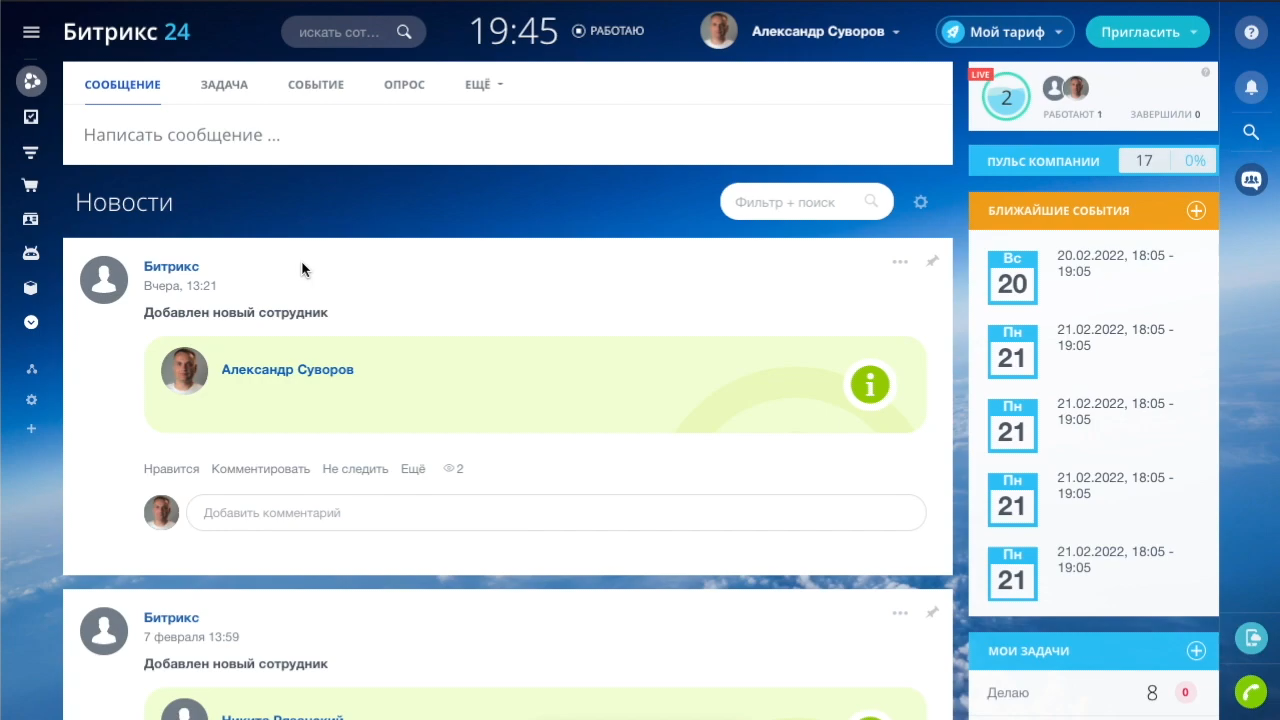 Битрикс 24
искать сот...
19:45
РАБОТАЮ
Александр Суворов
Мой тариф
Пригласить
?
СООБЩЕНИЕ
ЗАДАЧА
СОБЫТИЕ
ОПРОС
ЕЩЁ
Написать сообщение ...
LIVE
2
РАБОТАЮТ 1
ЗАВЕРШИЛИ 0
ПУЛЬС КОМПАНИИ
17
0%
Новости
Фильтр + поиск
БЛИЖАЙШИЕ СОБЫТИЯ
Вс
20
20.02.2022, 18:05 -
19:05
Пн
21
21.02.2022, 18:05 -
19:05
Пн
21
21.02.2022, 18:05 -
19:05
Пн
21
21.02.2022, 18:05 -
19:05
Пн
21
21.02.2022, 18:05 -
19:05
Битрикс
Вчера, 13:21
Добавлен новый сотрудник
Александр Суворов
Нравится Комментировать Не следить Ещё 2
Добавить комментарий
Битрикс
7 февраля 13:59
Добавлен новый сотрудник
МОИ ЗАДАЧИ
Делаю
8
0